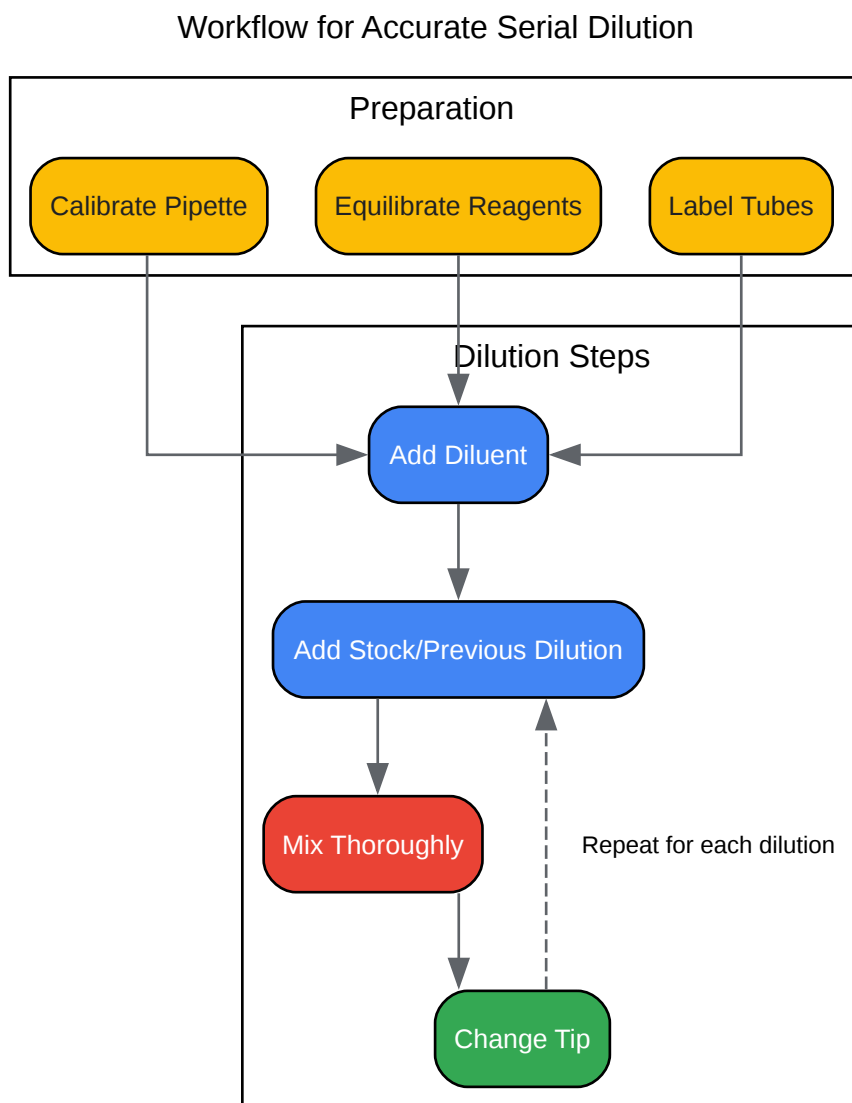 Workflow for Accurate Serial Dilution
Preparation
Calibrate Pipette
Equilibrate Reagents
Label Tubes
Dilution Steps
Add Diluent
Add Stock/Previous Dilution
Mix Thoroughly
Repeat for each dilution
Change Tip